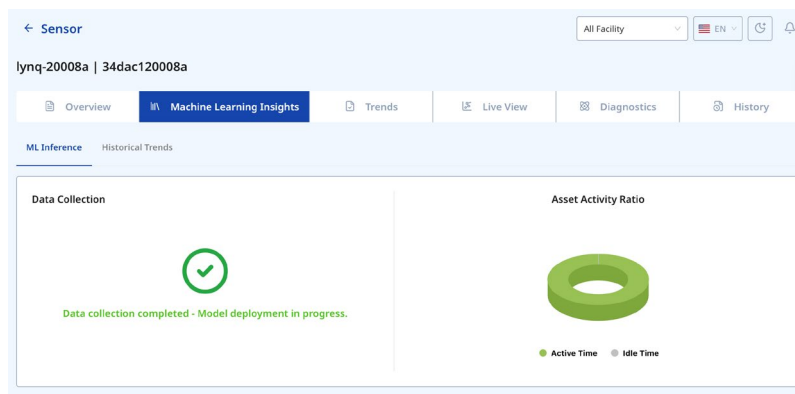 Sensor
All Facility
EN
lynq-20008a | 34dac120008a
Overview
Machine Learning Insights
Trends
Live View
Diagnostics
History
ML Inference
Historical Trends
Data Collection
Asset Activity Ratio
Data collection completed - Model deployment in progress.
Active Time
Idle Time